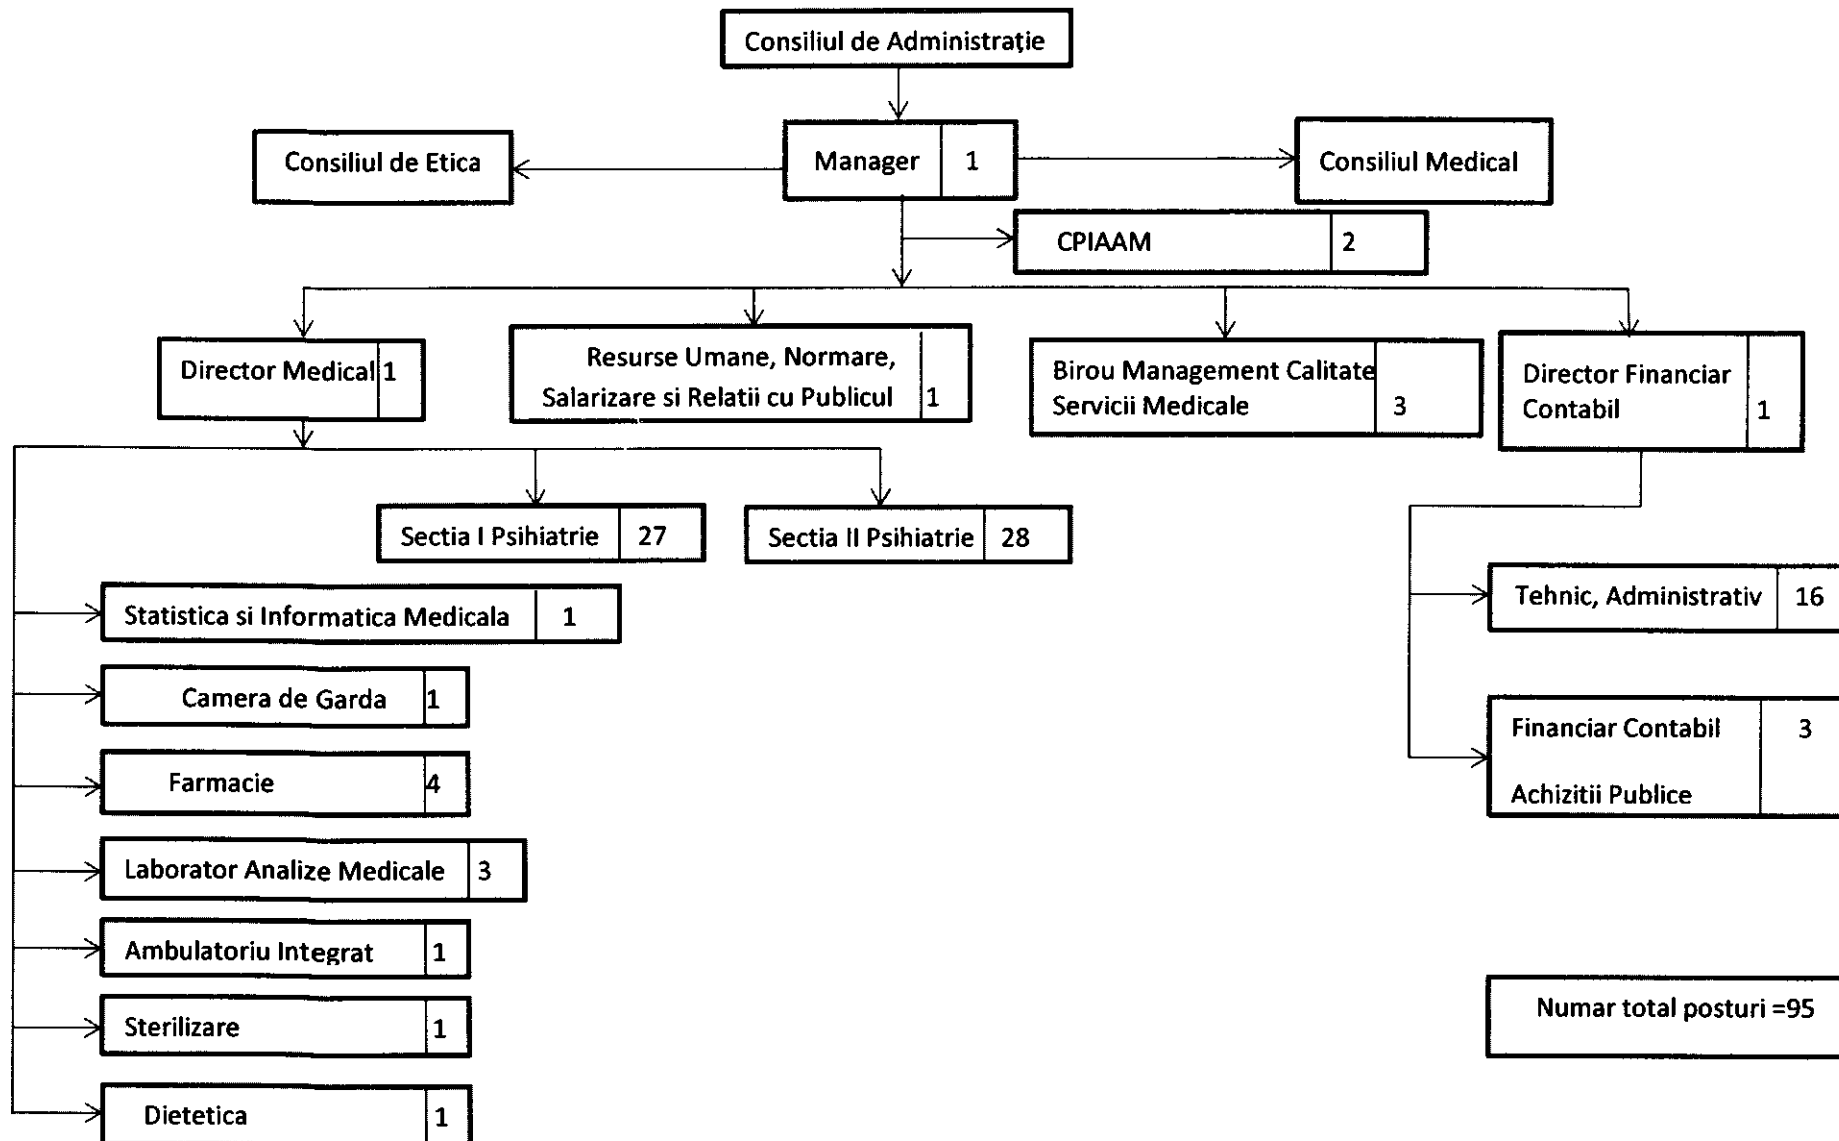 Consiliul de Administraţie
Consiliul de Etica
Manager 1
Consiliul Medical
CPIAAM 2
Director Medical 1
Resurse Umane, Normare,
Salarizare si Relatii cu Publicul 1
Birou Management Calitate
Servicii Medicale 3
Director Financiar
Contabil 1
Sectia I Psihiatrie 27
Sectia II Psihiatrie 28
Statistica si Informatica Medicala 1
Camera de Garda 1
Farmacie 4
Laborator Analize Medicale 3
Ambulatoriu Integrat 1
Sterilizare 1
Dietetica 1
Tehnic, Administrativ 16
Financiar Contabil 3
Achizitii Publice
Numar total posturi =95